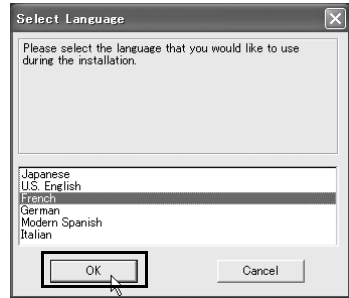 Select Language
Please select the language that you would like to use
during the installation.
Japanese
U.S. English
French
German
Modern Spanish
Italian
OK
Cancel